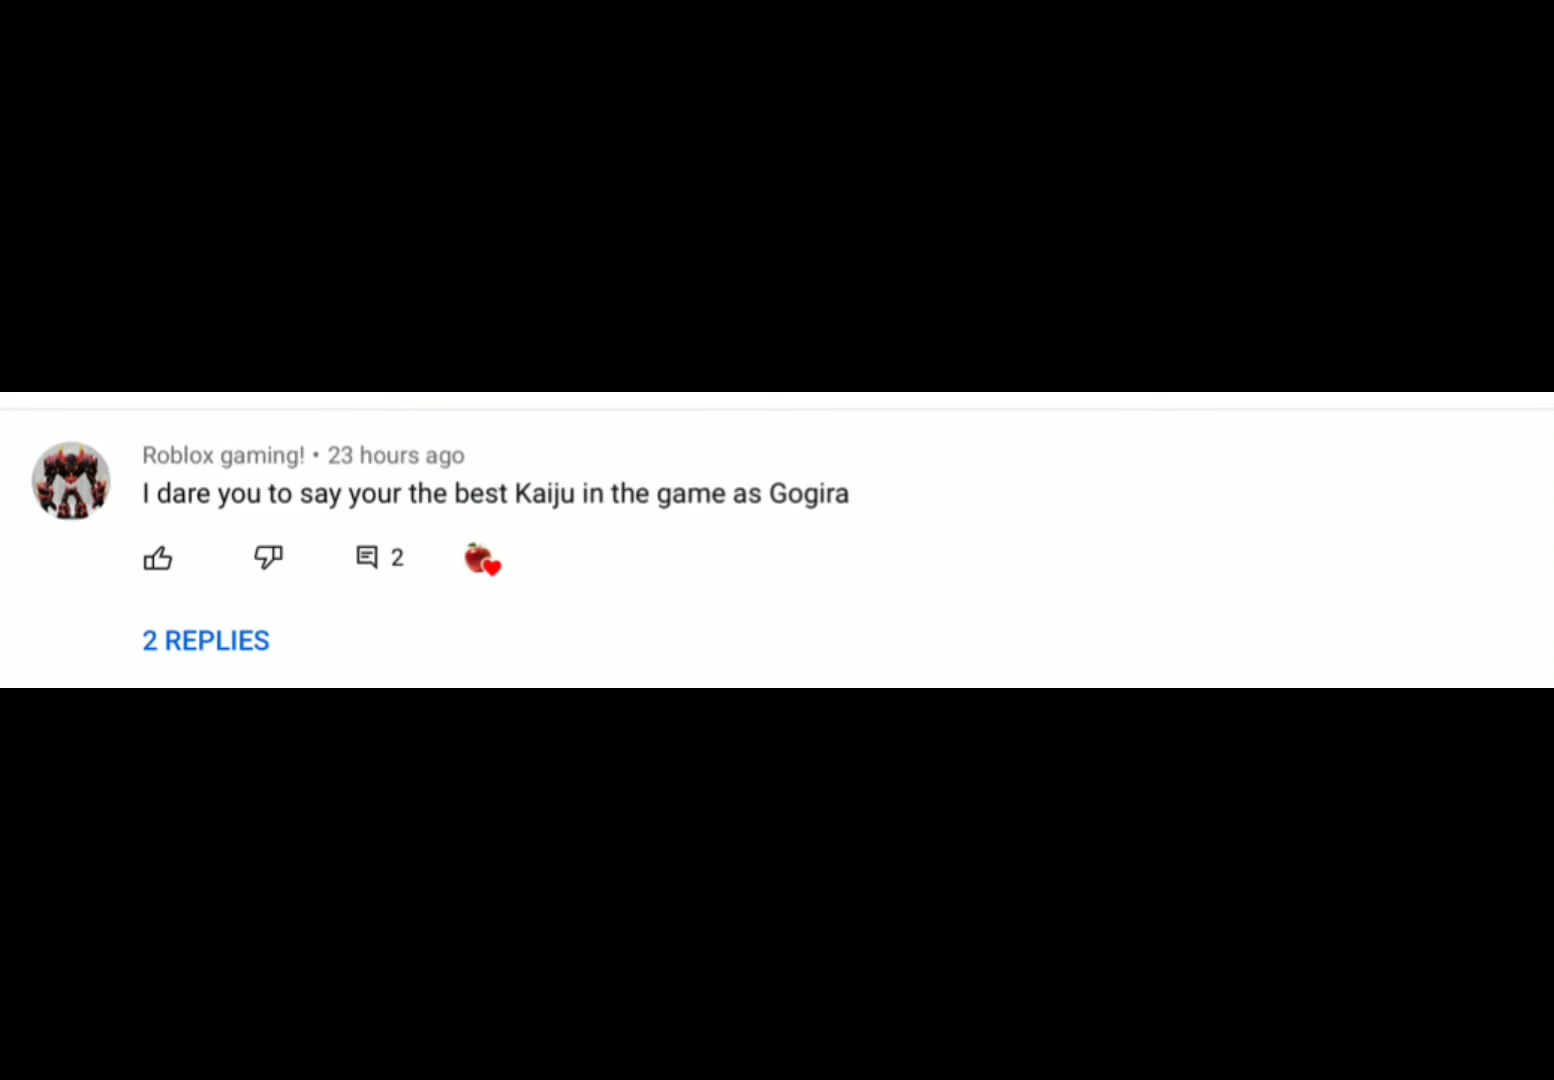 Roblox gaming! • 23 hours ago
I dare you to say your the best Kaiju in the game as Gogira
2
2 REPLIES